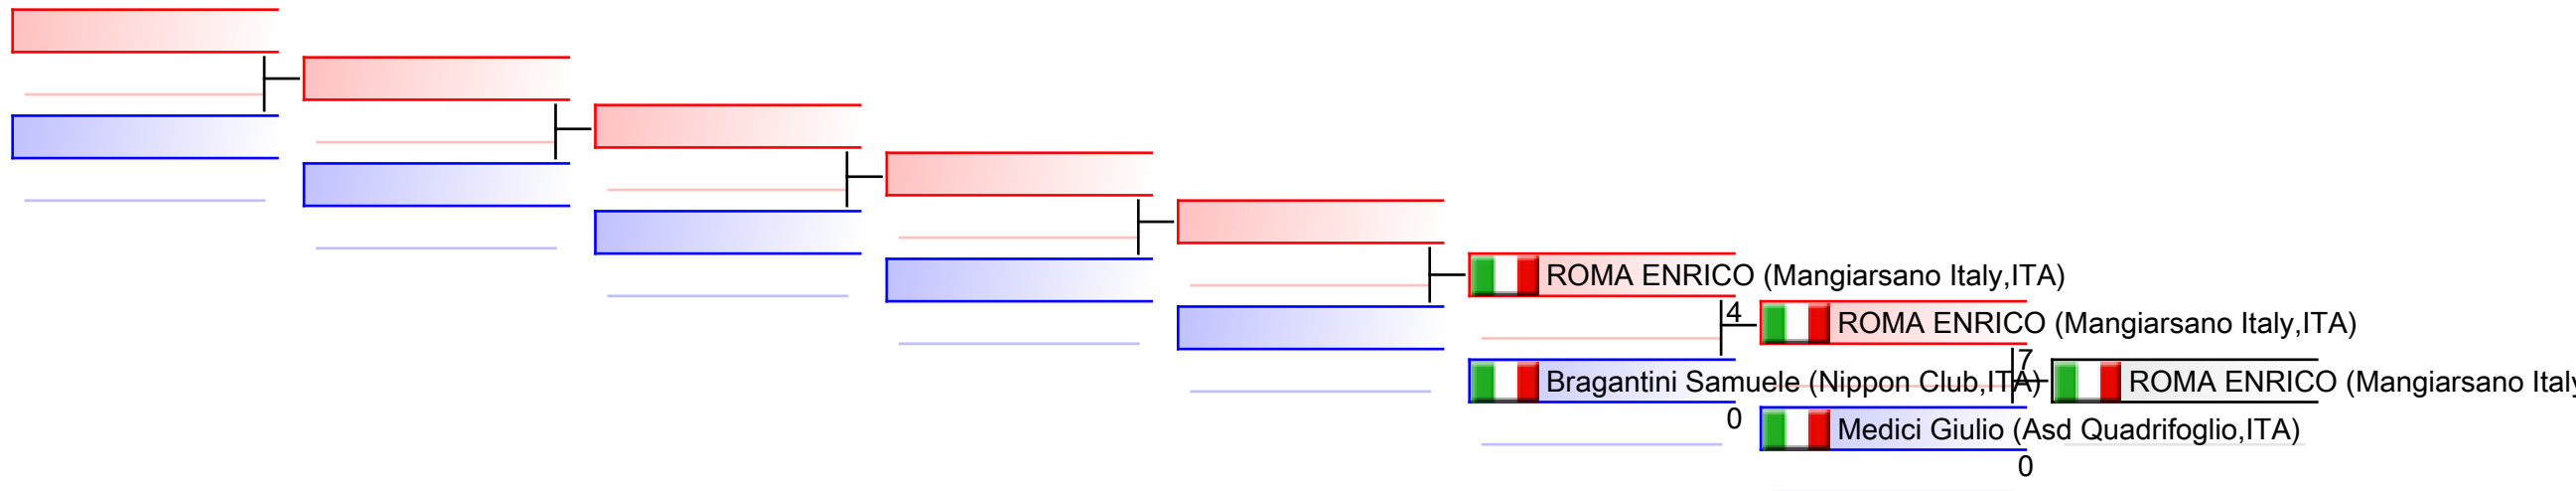 ROMA ENRICO (Mangiarsano Italy,ITA)
4
ROMA ENRICO (Mangiarsano Italy,ITA)
7
Bragantini Samuele (Nippon Club,ITA)
ROMA ENRICO (Mangiarsano Italy
0
Medici Giulio (Asd Quadrifoglio,ITA)
0